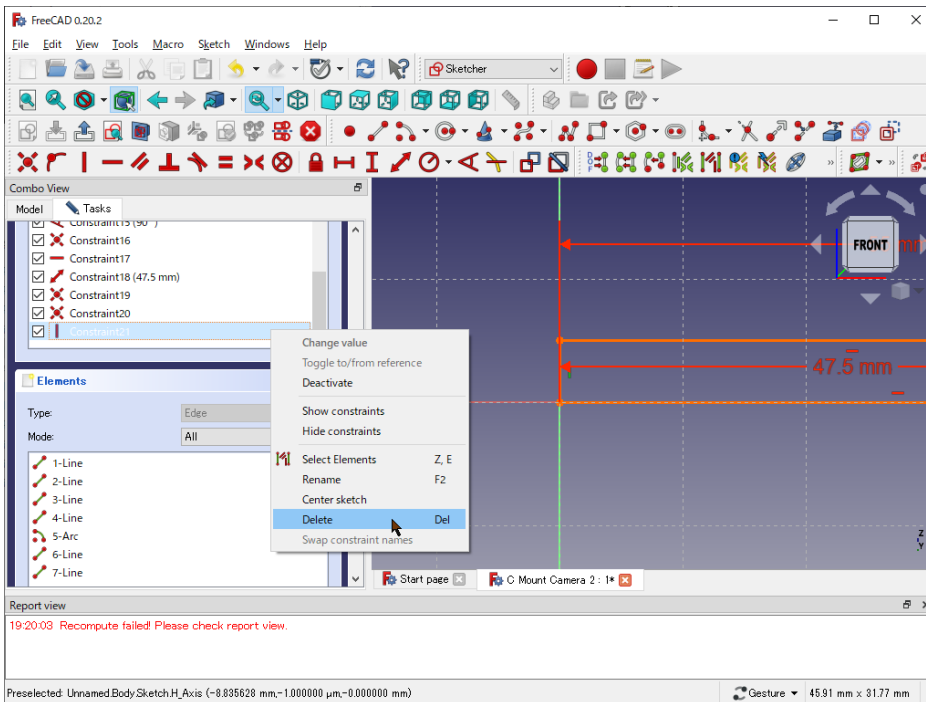 FreeCAD 0.20.2
File Edit View Tools Macro Sketch Windows Help
Sketcher
Combo View
Model Tasks
Constraint15 (90 °)
Constraint16
Constraint17
Constraint18 (47.5 mm)
Constraint19
Constraint20
Constraint21
Change value
Toggle to/from reference
Deactivate
Show constraints
Hide constraints
Select Elements Z, E
Rename F2
Center sketch
Delete Del
Swap constraint names
Elements
Type: Edge
Mode: All
1-Line
2-Line
3-Line
4-Line
5-Arc
6-Line
7-Line
FRONT
mm
47.5 mm
Z
Y
Start page
C Mount Camera 2 : 1*
Report view
19:20:03 Recompute failed! Please check report view.
Preselected: Unnamed.Body.Sketch.H_Axis (-8.835628 mm,-1.000000 µm,-0.000000 mm)
Gesture 45.91 mm × 31.77 mm